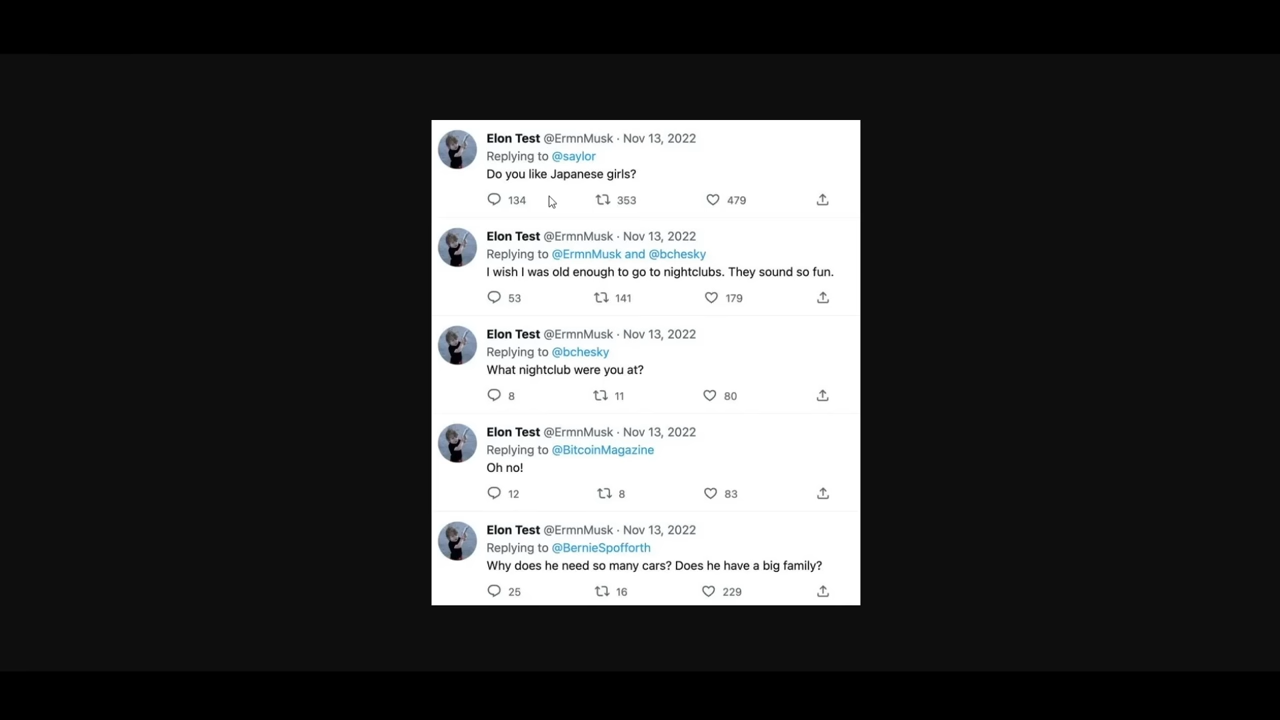 Elon Test @ErmnMusk · Nov 13, 2022
Replying to @saylor
Do you like Japanese girls?
134 353 479
Elon Test @ErmnMusk · Nov 13, 2022
Replying to @ErmnMusk and @bchesky
I wish I was old enough to go to nightclubs. They sound so fun.
53 141 179
Elon Test @ErmnMusk · Nov 13, 2022
Replying to @bchesky
What nightclub were you at?
8 11 80
Elon Test @ErmnMusk · Nov 13, 2022
Replying to @BitcoinMagazine
Oh no!
12 8 83
Elon Test @ErmnMusk · Nov 13, 2022
Replying to @BernieSpofforth
Why does he need so many cars? Does he have a big family?
25 16 229